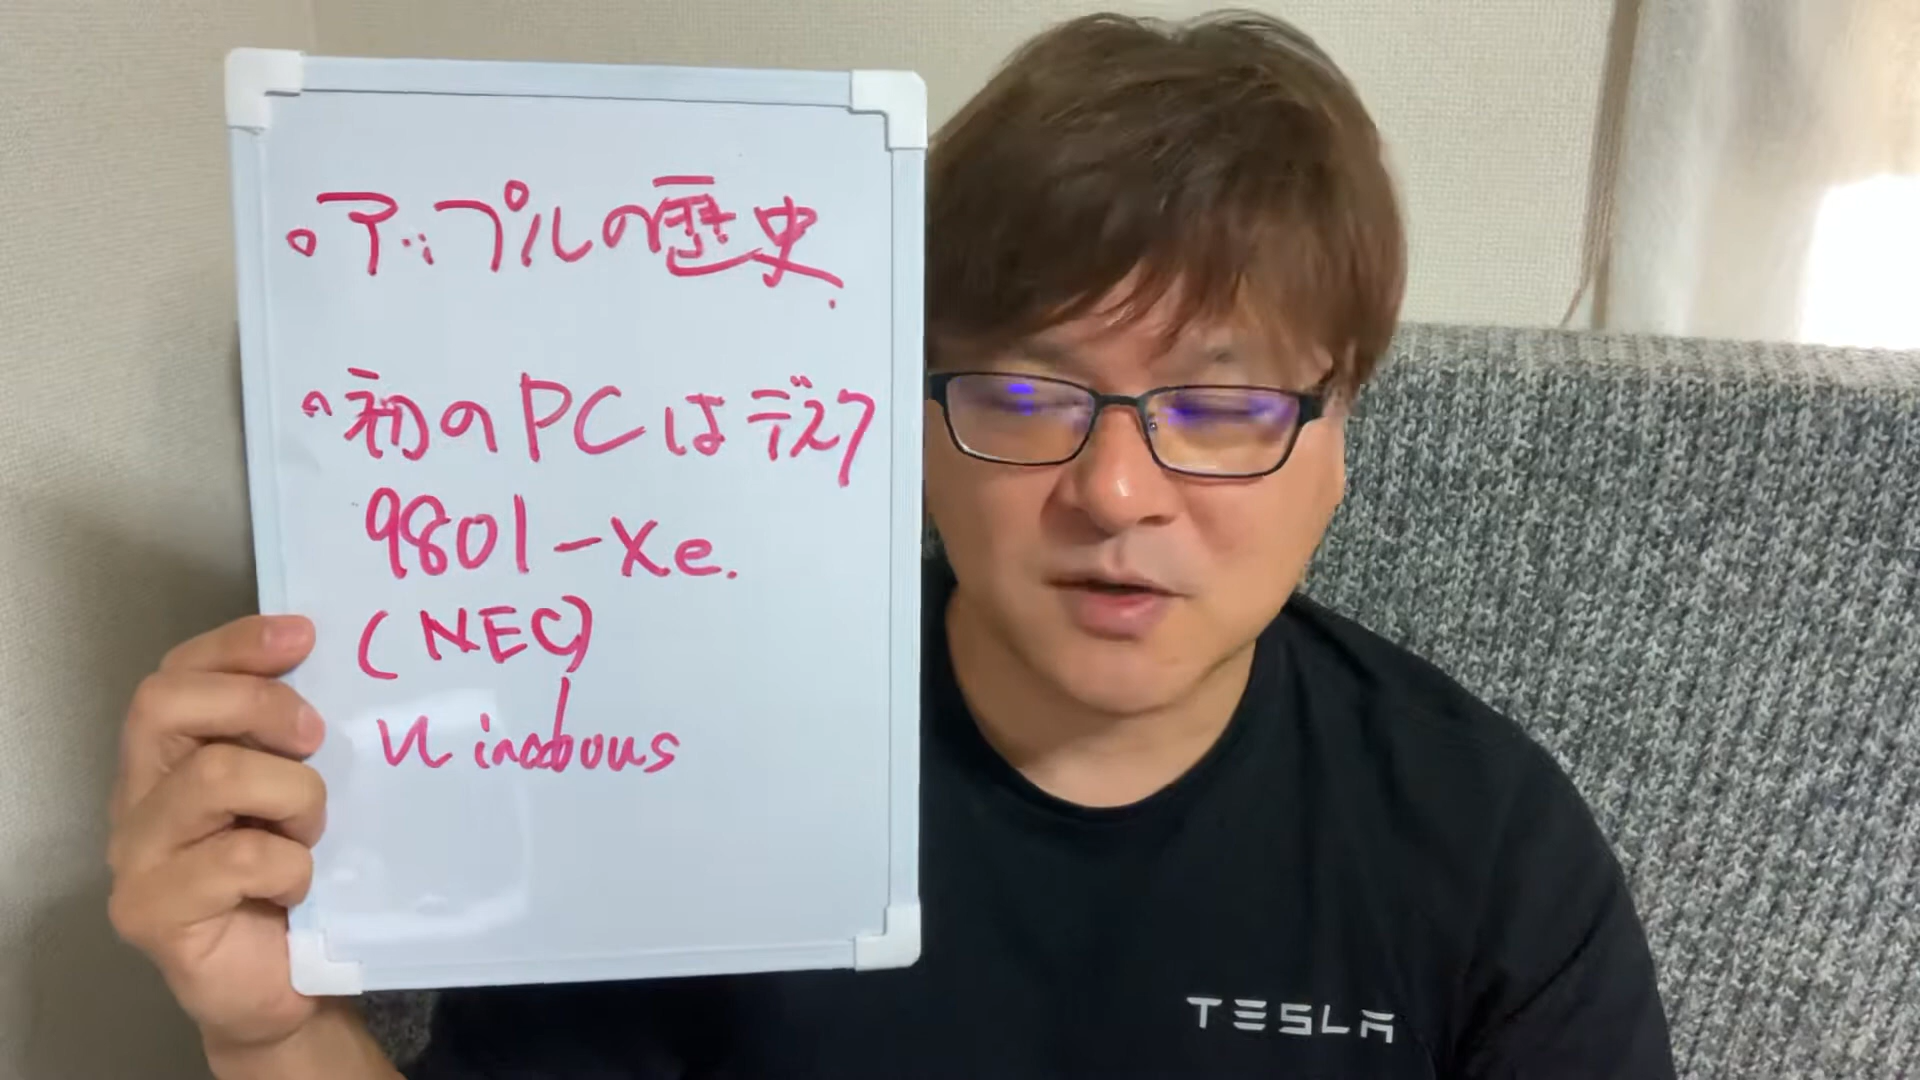 。アップルの歴史.
。初のPCはデスク
9801-Xe.
(NEC)
Windows
TESLA